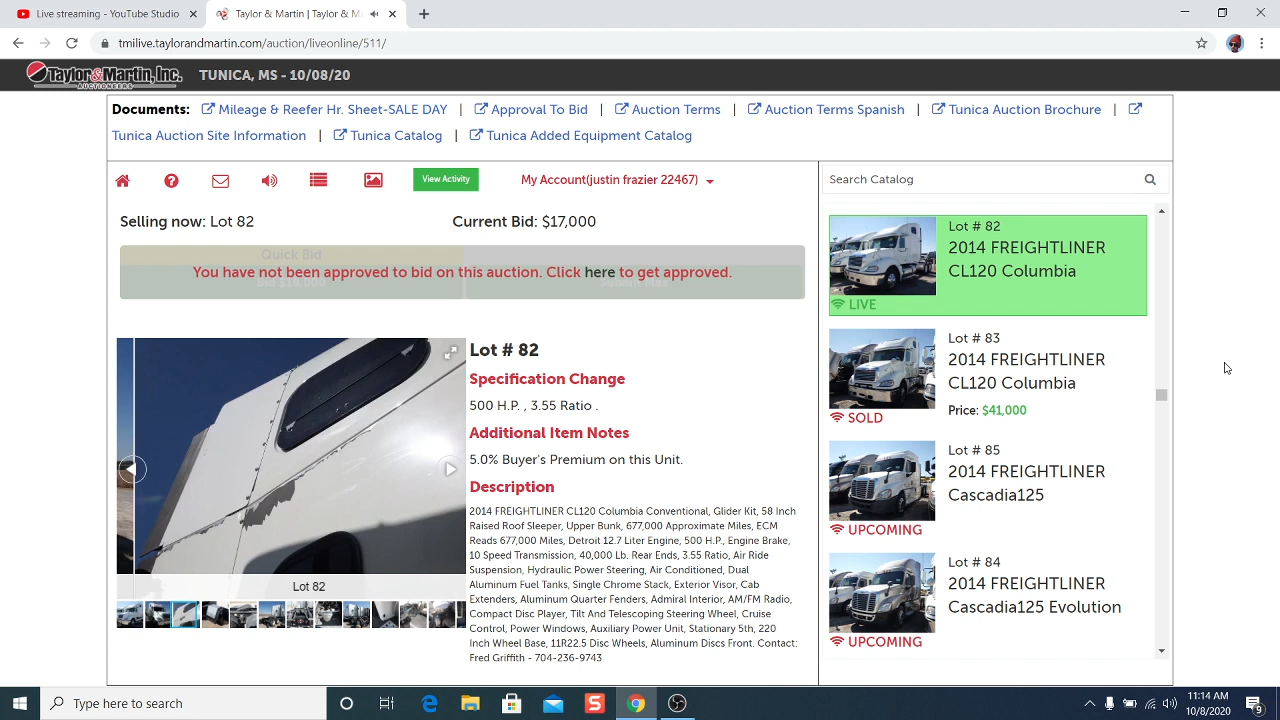 Live streaming - YouTube Studio
Taylor & Martin | Taylor & M
tmilive.taylorandmartin.com/auction/liveonline/511/
Taylor & Martin, Inc. AUCTIONEERS TUNICA, MS - 10/08/20
Documents: Mileage & Reefer Hr. Sheet-SALE DAY | Approval To Bid | Auction Terms | Auction Terms Spanish | Tunica Auction Brochure |
Tunica Auction Site Information | Tunica Catalog | Tunica Added Equipment Catalog
View Activity
My Account(justin frazier 22467)
Search Catalog
Selling now: Lot 82
Current Bid: $17,000
Quick Bid
You have not been approved to bid on this auction. Click here to get approved.
Lot 82
Lot # 82
Specification Change
500 H.P. , 3.55 Ratio .
Additional Item Notes
5.0% Buyer's Premium on this Unit.
Description
2014 FREIGHTLINER CL120 Columbia Conventional, Glider Kit, 58 Inch
Raised Roof Sleeper, Upper Bunk, 677,000 Approximate Miles, ECM
Reads 677,000 Miles, Detroit 12.7 Liter Engine, 500 H.P., Engine Brake,
10 Speed Transmission, 40,000 Lb. Rear Ends, 3.55 Ratio, Air Ride
Suspension, Hydraulic Power Steering, Air Conditioned, Dual
Aluminum Fuel Tanks, Single Chrome Stack, Exterior Visor, Cab
Extenders, Aluminum Quarter Fenders, Admiral Interior, AM/FM Radio,
Compact Disc Player, Tilt And Telescoping Steering Wheel, Cruise
Control, Power Windows, Auxiliary Power Unit, Stationary 5th, 220
Inch Wheel Base, 11R22.5 Disc Wheels, Aluminum Discs Front. Contact:
Fred Griffith - 704-236-9743
Lot # 82
2014 FREIGHTLINER
CL120 Columbia
LIVE
Lot # 83
2014 FREIGHTLINER
CL120 Columbia
Price: $41,000
SOLD
Lot # 85
2014 FREIGHTLINER
Cascadia125
UPCOMING
Lot # 84
2014 FREIGHTLINER
Cascadia125 Evolution
UPCOMING
Type here to search
11:14 AM
10/8/2020
9